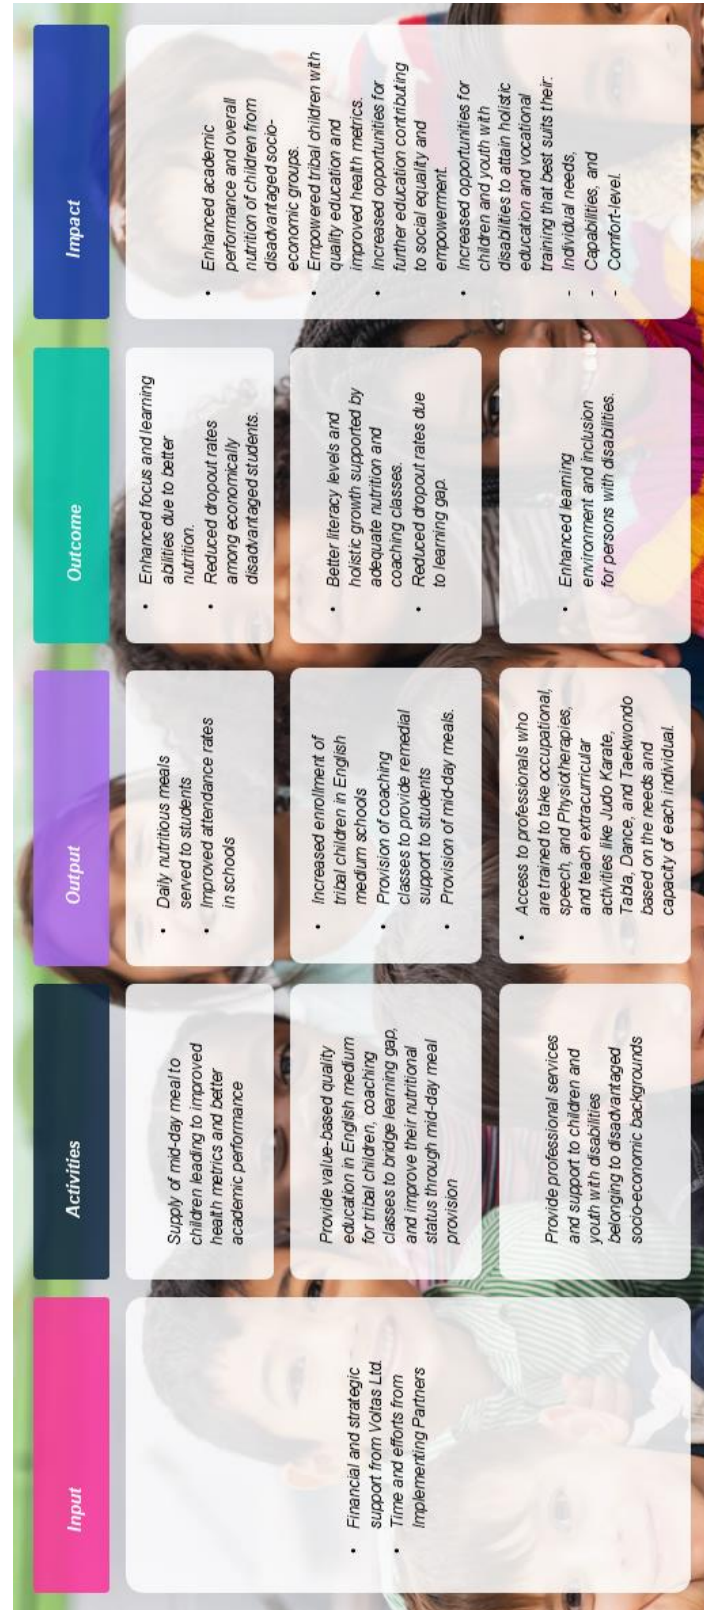 Input
Activities
Output
Outcome
Impact
• Financial and strategic
support from Voltas Ltd.
• Time and efforts from
Implementing Partners
Supply of mid-day meal to
children leading to improved
health metrics and better
academic performance
Provide value-based quality
education in English medium
for tribal children, coaching
classes to bridge learning gap,
and improve their nutritional
status through mid-day meal
provision
Provide professional services
and support to children and
youth with disabilities
belonging to disadvantaged
socio-economic backgrounds
• Daily nutritious meals
served to students
• Improved attendance rates
in schools
• Increased enrollment of
tribal children in English
medium schools
• Provision of coaching
classes to provide remedial
support to students
• Provision of mid-day meals.
• Access to professionals who
are trained to take occupational,
speech, and Physiotherapies,
and teach extracurricular
activities like Judo Karate,
Tabla, Dance, and Taekwondo
based on the needs and
capacity of each individual.
• Enhanced focus and learning
abilities due to better
nutrition.
• Reduced dropout rates
among economically
disadvantaged students.
• Better literacy levels and
holistic growth supported by
adequate nutrition and
coaching classes.
• Reduced dropout rates due
to learning gap.
• Enhanced learning
environment and inclusion
for persons with disabilities.
• Enhanced academic
performance and overall
nutrition of children from
disadvantaged socio-
economic groups.
• Empowered tribal children with
quality education and
improved health metrics.
• Increased opportunities for
further education contributing
to social equality and
empowerment.
• Increased opportunities for
children and youth with
disabilities to attain holistic
education and vocational
training that best suits their:
- Individual needs,
- Capabilities, and
- Comfort-level.